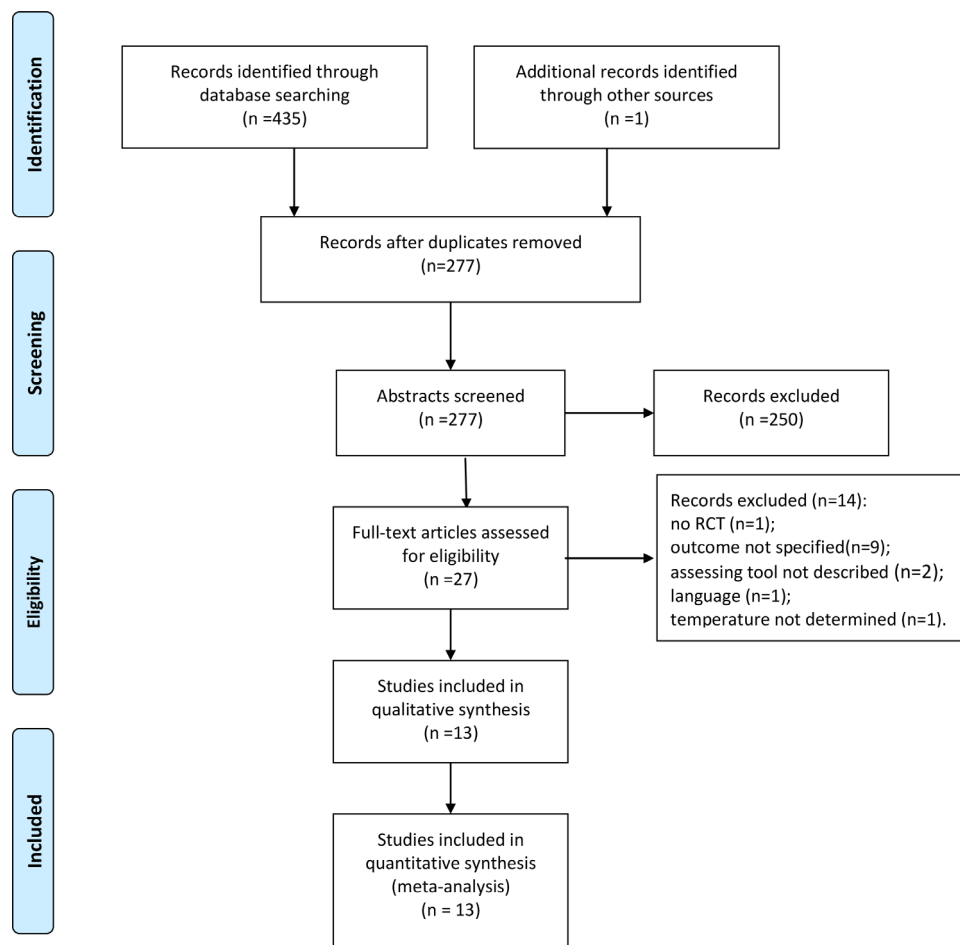 Identification
Records identified through
database searching
(n =435)
Additional records identified
through other sources
(n =1)
Records after duplicates removed
(n=277)
Screening
Abstracts screened
(n =277)
Records excluded
(n =250)
Eligibility
Full-text articles assessed
for eligibility
(n =27)
Records excluded (n=14):
no RCT (n=1);
outcome not specified(n=9);
assessing tool not described (n=2);
language (n=1);
temperature not determined (n=1).
Studies included in
qualitative synthesis
(n =13)
Included
Studies included in
quantitative synthesis
(meta-analysis)
(n = 13)